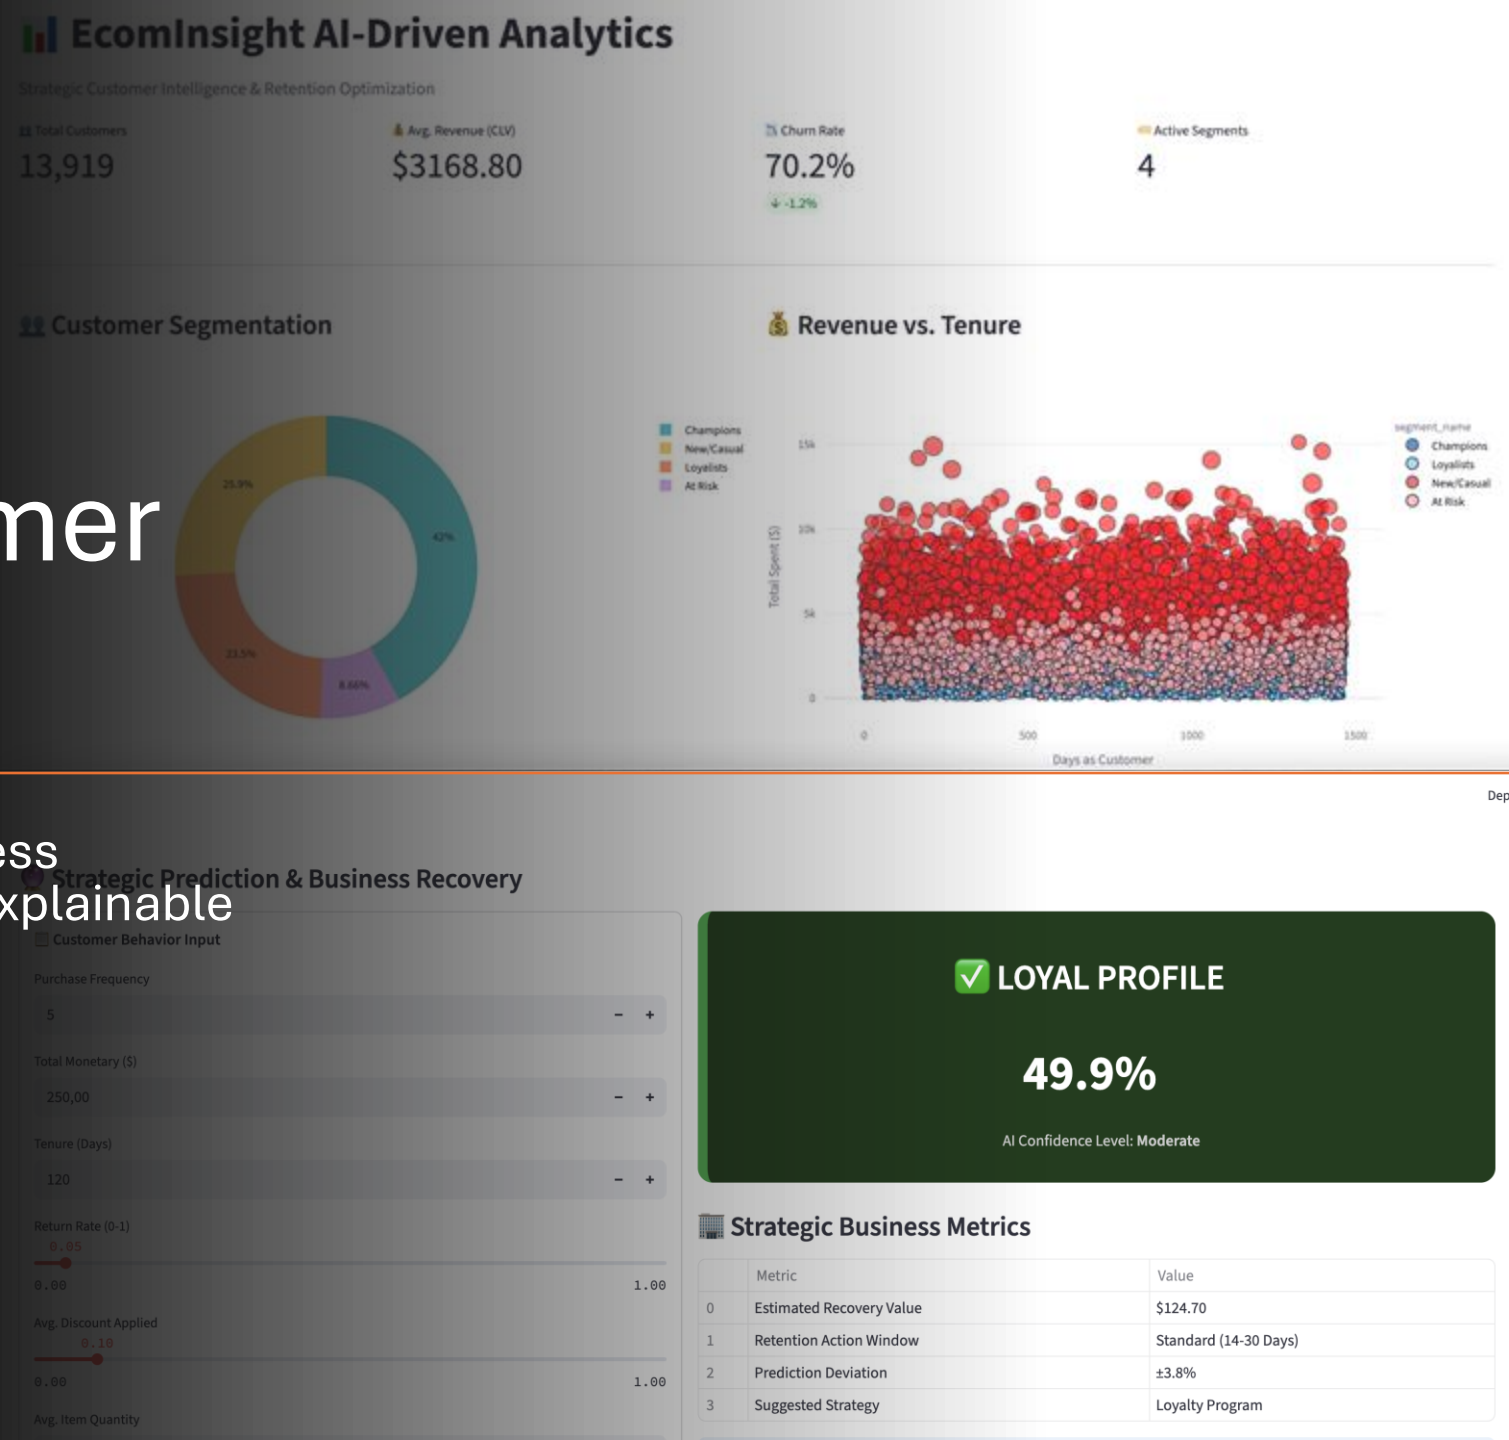 EcomInsight AI-Driven Analytics
Strategic Customer Intelligence & Retention Optimization
Total Customers
13,919
Avg. Revenue (CLV)
$3168.80
Churn Rate
70.2%
-1.2%
Active Segments
4
Customer Segmentation
25.9%
42%
23.5%
8.66%
Champions
New/Casual
Loyalists
At Risk
Revenue vs. Tenure
15k
10k
5k
0
Total Spent ($)
0
500
1000
1500
Days as Customer
segment_name
Champions
Loyalists
New/Casual
At Risk
mer
Dep
ess
xplainable
Strategic Prediction & Business Recovery
Customer Behavior Input
Purchase Frequency
5
- +
Total Monetary ($)
250,00
- +
Tenure (Days)
120
- +
Return Rate (0-1)
0.05
0.00
1.00
Avg. Discount Applied
0.10
0.00
1.00
Avg. Item Quantity
LOYAL PROFILE
49.9%
AI Confidence Level: Moderate
Strategic Business Metrics
Metric Value
0 Estimated Recovery Value $124.70
1 Retention Action Window Standard (14-30 Days)
2 Prediction Deviation ±3.8%
3 Suggested Strategy Loyalty Program